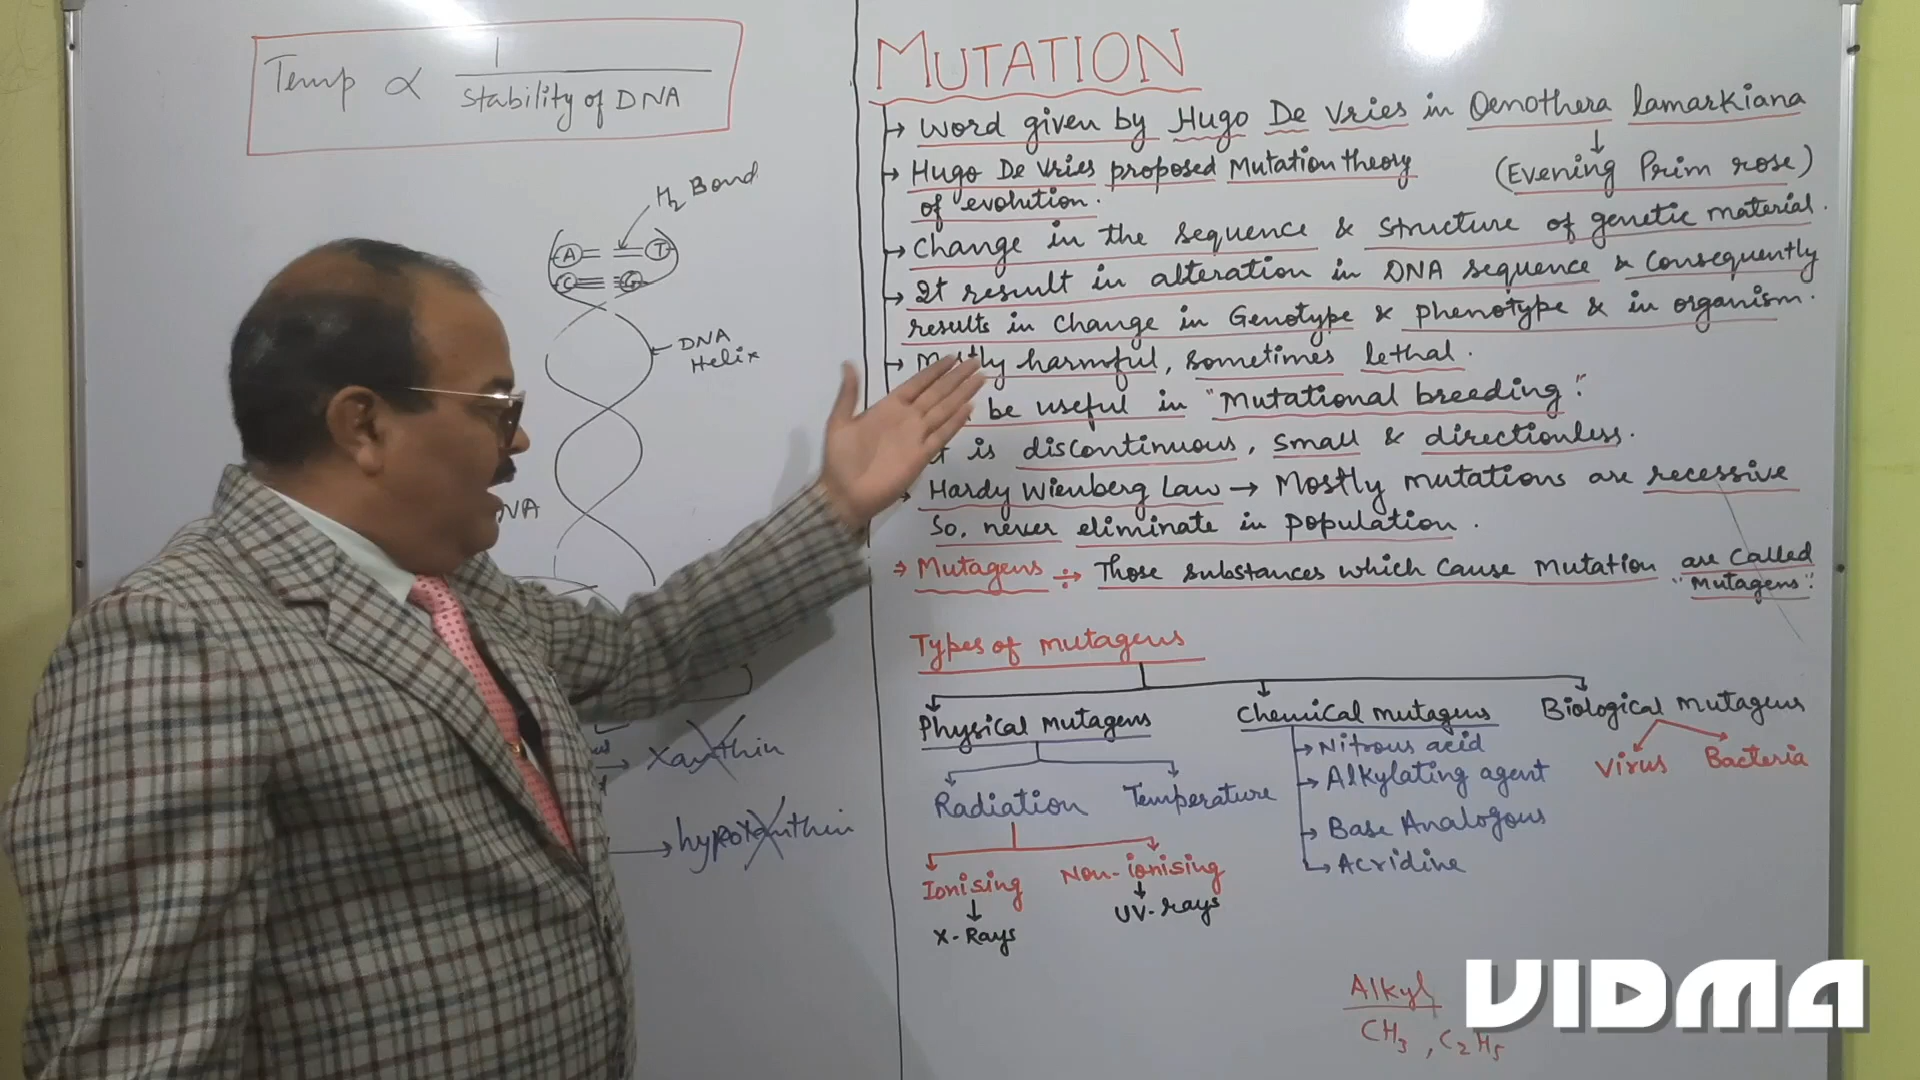 Temp ∝ 1
stability of DNA
H₂ Bond
A = = T
C ≡ ≡ G
DNA
Helix
xanthin
hypoxanthin
MUTATION
→ word given by Hugo De Vries in Oenothera lamarkiana
↓
(Evening Prim rose)
→ Hugo De Vries proposed Mutation theory
of evolution.
→ Change in the sequence & structure of genetic material.
→ It result in alteration in DNA sequence & Consequently
results in Change in Genotype & phenotype & in organism.
→ Mostly harmful, sometimes lethal.
be useful in "Mutational breeding".
is discontinuous, small & directionless.
→ Hardy Wienberg Law → Mostly mutations are recessive
So, never eliminate in population.
→ Mutagens ÷→ Those substances which cause mutation are called
"Mutagens".
Types of mutagens
Physical mutagens
Radiation Temperature
Ionising Non-ionising
↓ ↓
X-Rays UV-rays
Chemical mutagens
→ Nitrous acid
→ Alkylating agent
→ Base Analogous
→ Acridine
Biological mutagens
Virus Bacteria
Alkyl
CH₃, C₂H₅
VIDMA